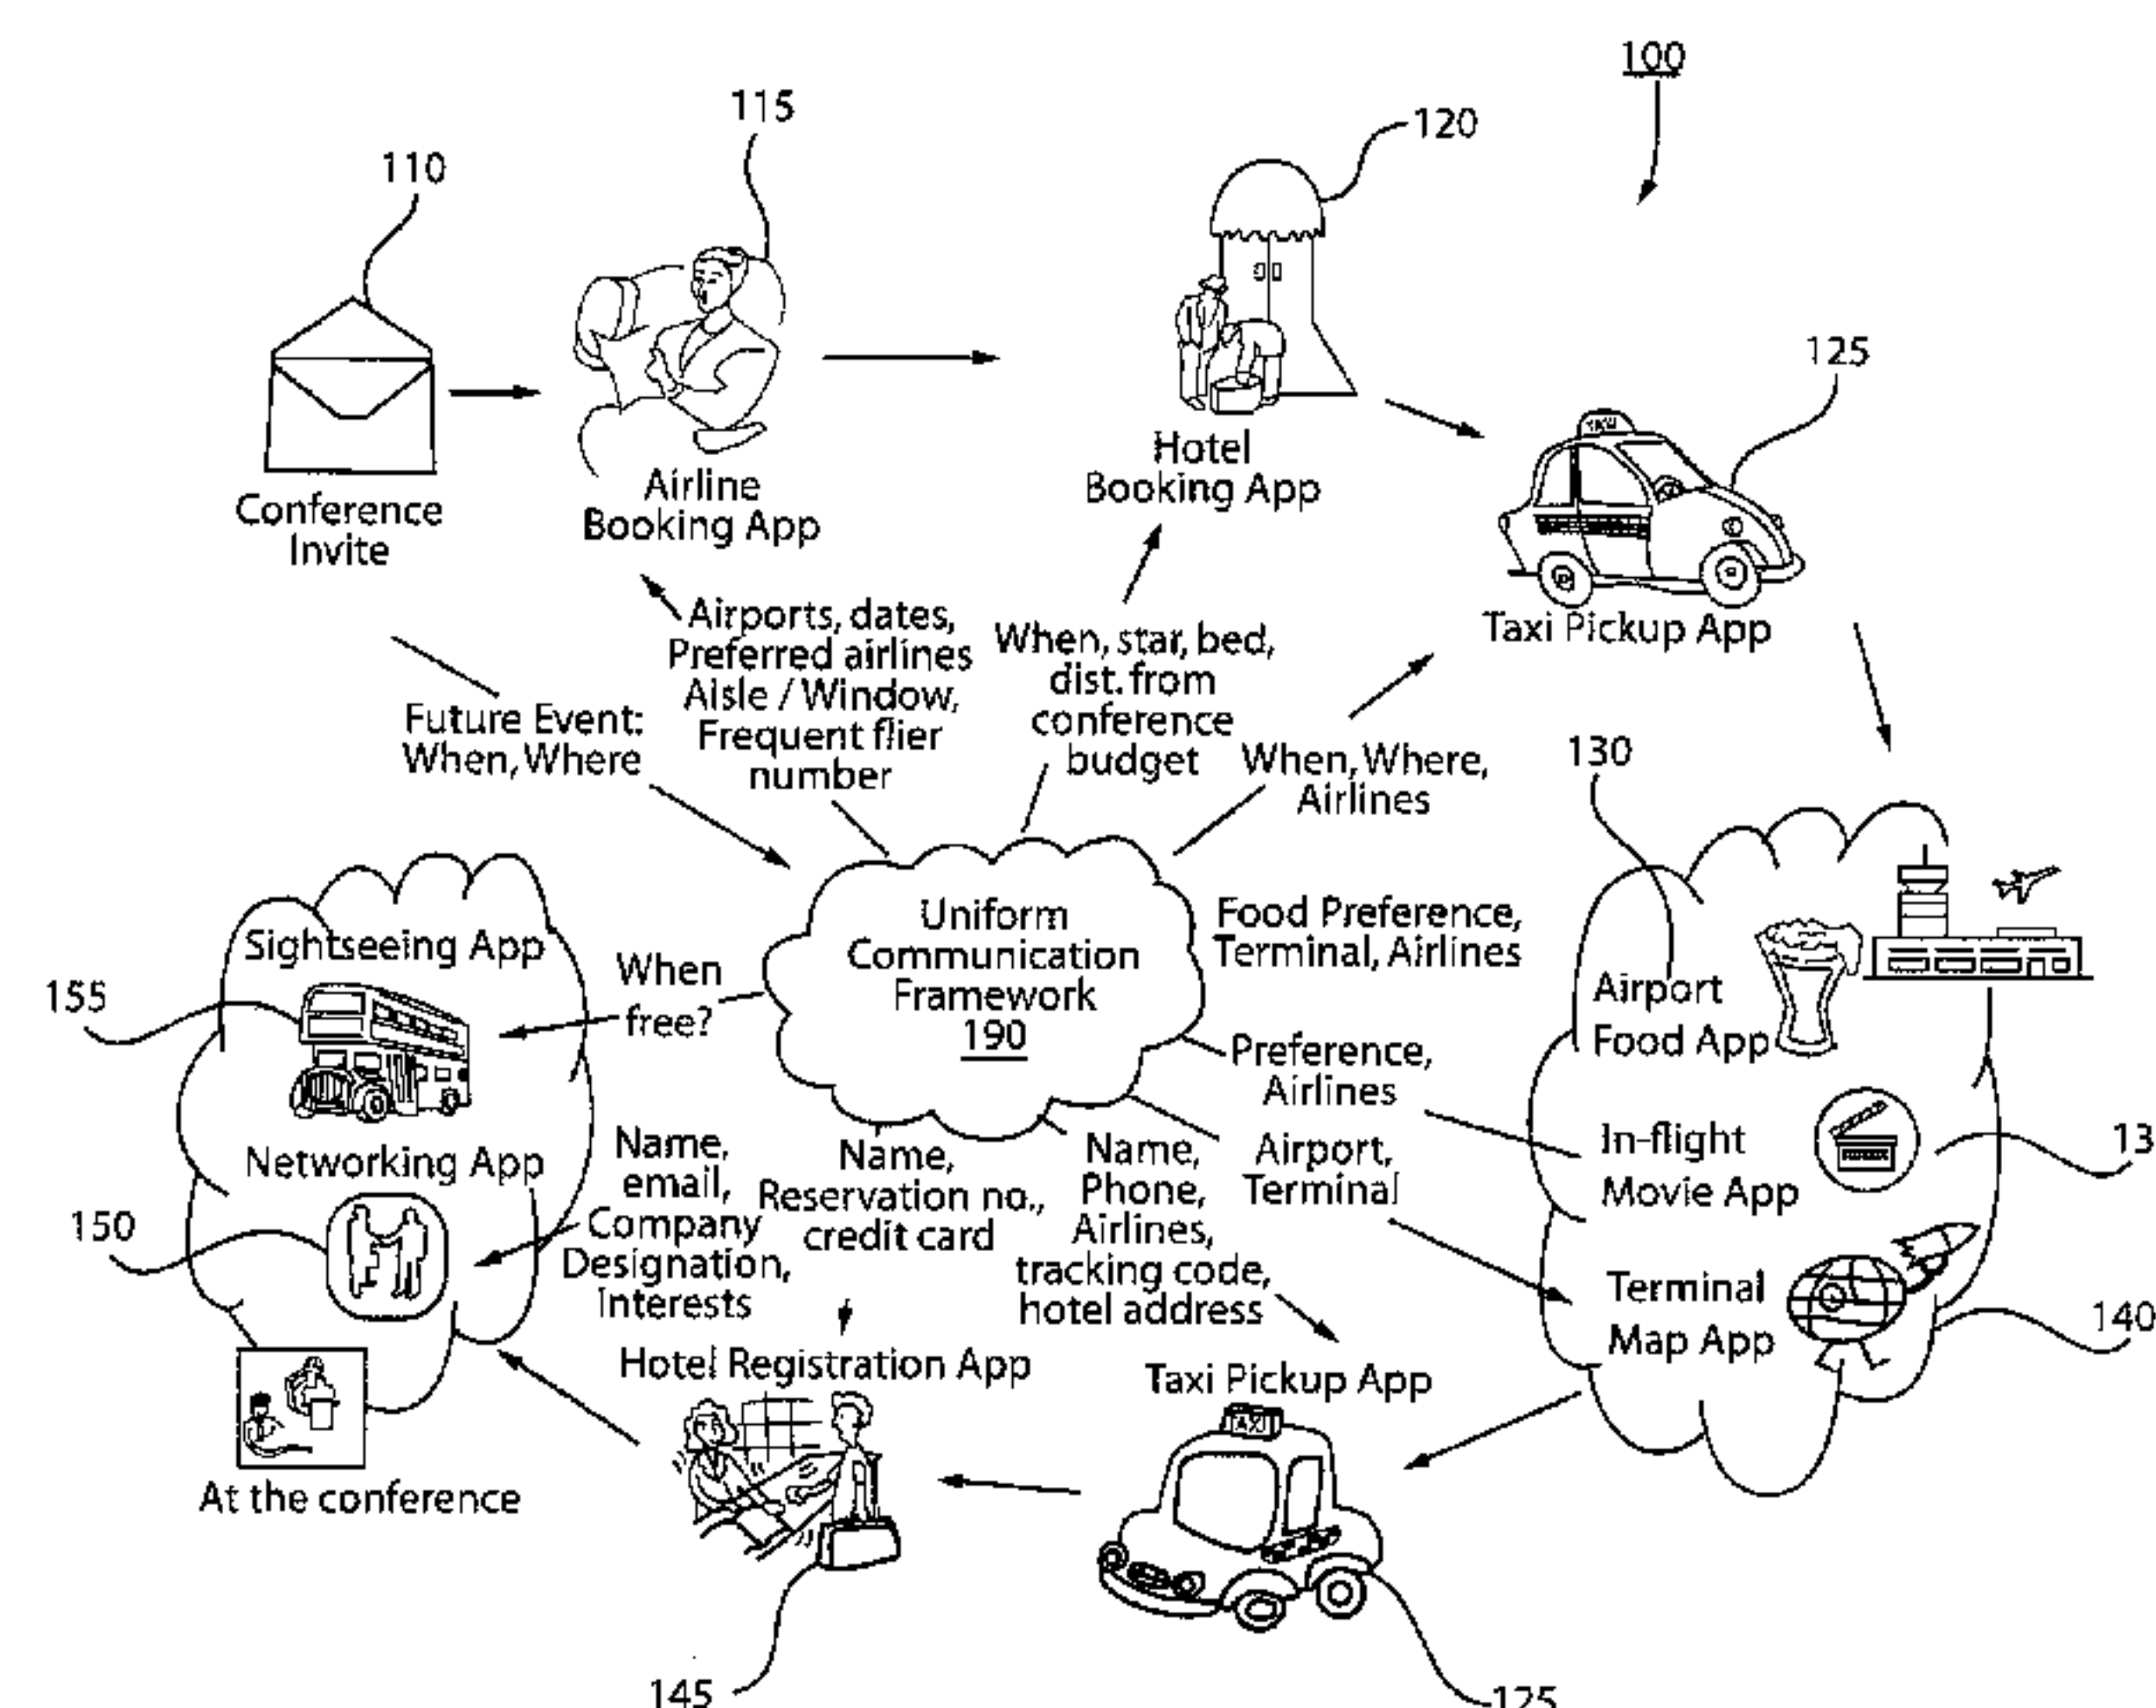 100
115
120
110
125
Hotel
Booking App
Airline
Booking App
Conference
Invite
Taxi Pickup App
Airports, dates,
Preferred airlines
Aisle / Window,
Frequent flier
number
When, star, bed,
dist. from
conference
budget
Future Event:
When, Where
When, Where,
Airlines
130
Uniform
Communication
Framework
190
Food Preference,
Terminal, Airlines
Sightseeing App
When
free?
155
Airport
Food App
Preference,
Airlines
In-flight
Movie App
13
Networking App
Name,
email,
Company
Designation,
Interests
Name,
Reservation no.,
credit card
Name,
Phone,
Airlines,
tracking code,
hotel address
Airport,
Terminal
150
Terminal
Map App
140
Hotel Registration App
Taxi Pickup App
TAXI
At the conference
145
125